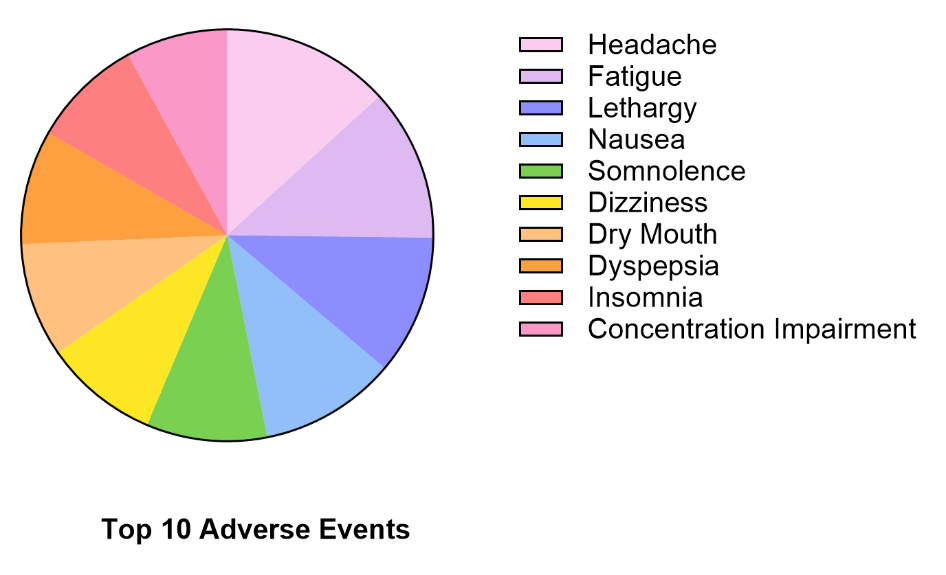 Headache
Fatigue
Lethargy
Nausea
Somnolence
Dizziness
Dry Mouth
Dyspepsia
Insomnia
Concentration Impairment
Top 10 Adverse Events